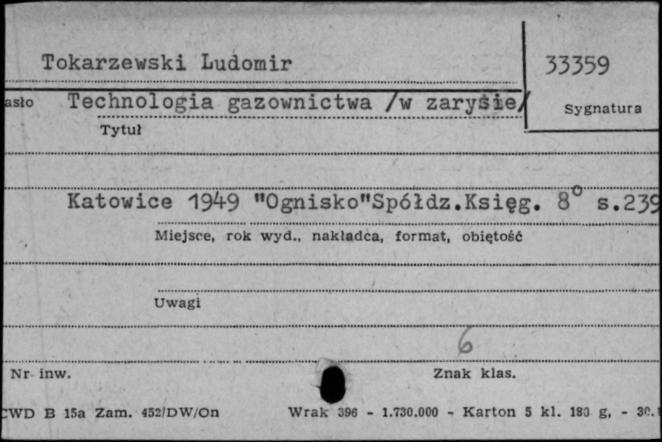 Tokarzewski Ludomir
33359
asło Technologia gazownictwa /w zarysie/
Sygnatura
Tytuł
Katowice 1949 "Ognisko"Spółdz.Księg. 8° s.239
Miejsce, rok wyd., nakładca, format, objętość
Uwagi
6
Nr inw.
Znak klas.
CWD B 15a Zam. 452/DW/On Wrak 396 - 1.730.000 - Karton 5 kl. 180 g, - 30.